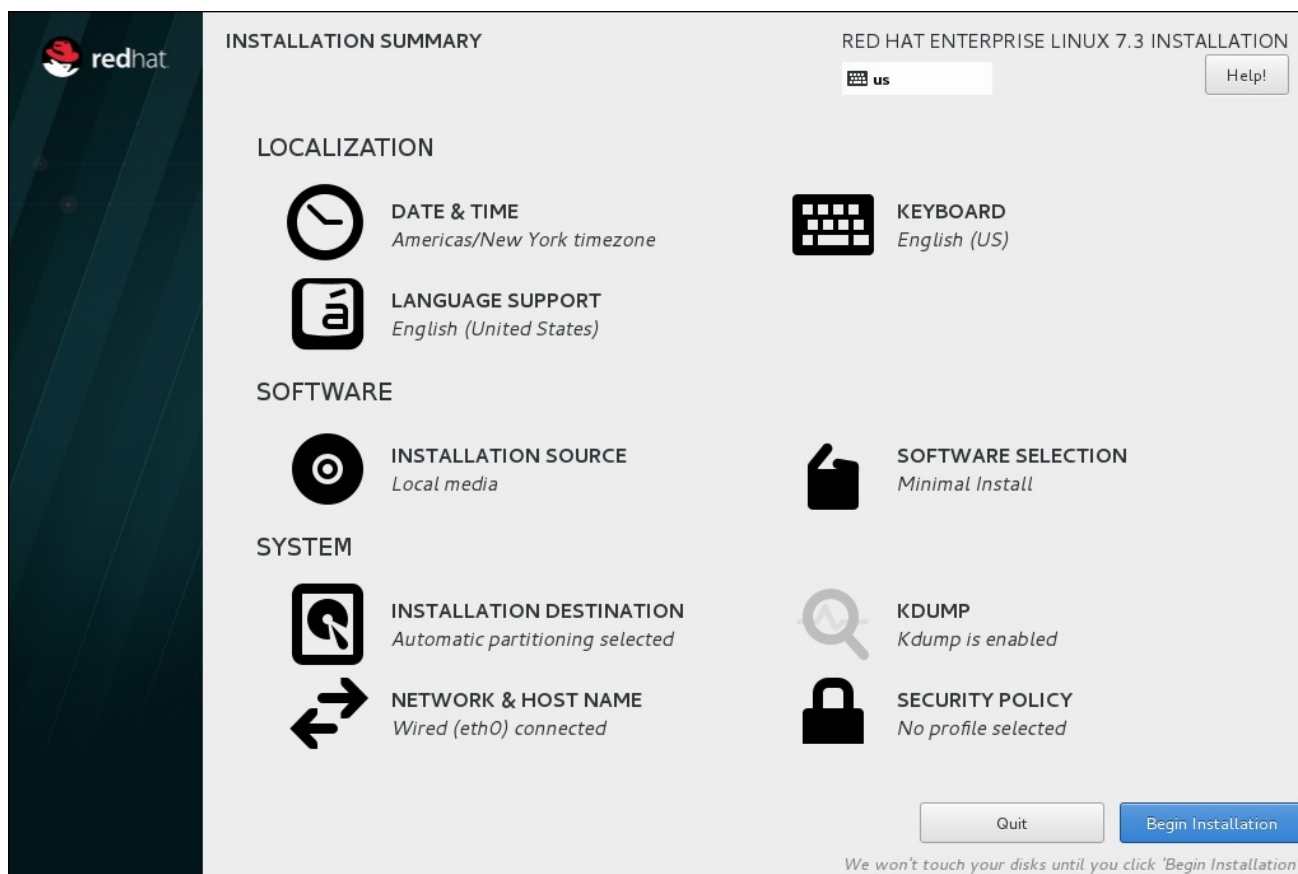 redhat.
INSTALLATION SUMMARY
RED HAT ENTERPRISE LINUX 7.3 INSTALLATION
us
Help!
LOCALIZATION
DATE & TIME
Americas/New York timezone
KEYBOARD
English (US)
á
LANGUAGE SUPPORT
English (United States)
SOFTWARE
INSTALLATION SOURCE
Local media
SOFTWARE SELECTION
Minimal Install
SYSTEM
INSTALLATION DESTINATION
Automatic partitioning selected
KDUMP
Kdump is enabled
NETWORK & HOST NAME
Wired (eth0) connected
SECURITY POLICY
No profile selected
Quit
Begin Installation
We won't touch your disks until you click 'Begin Installation